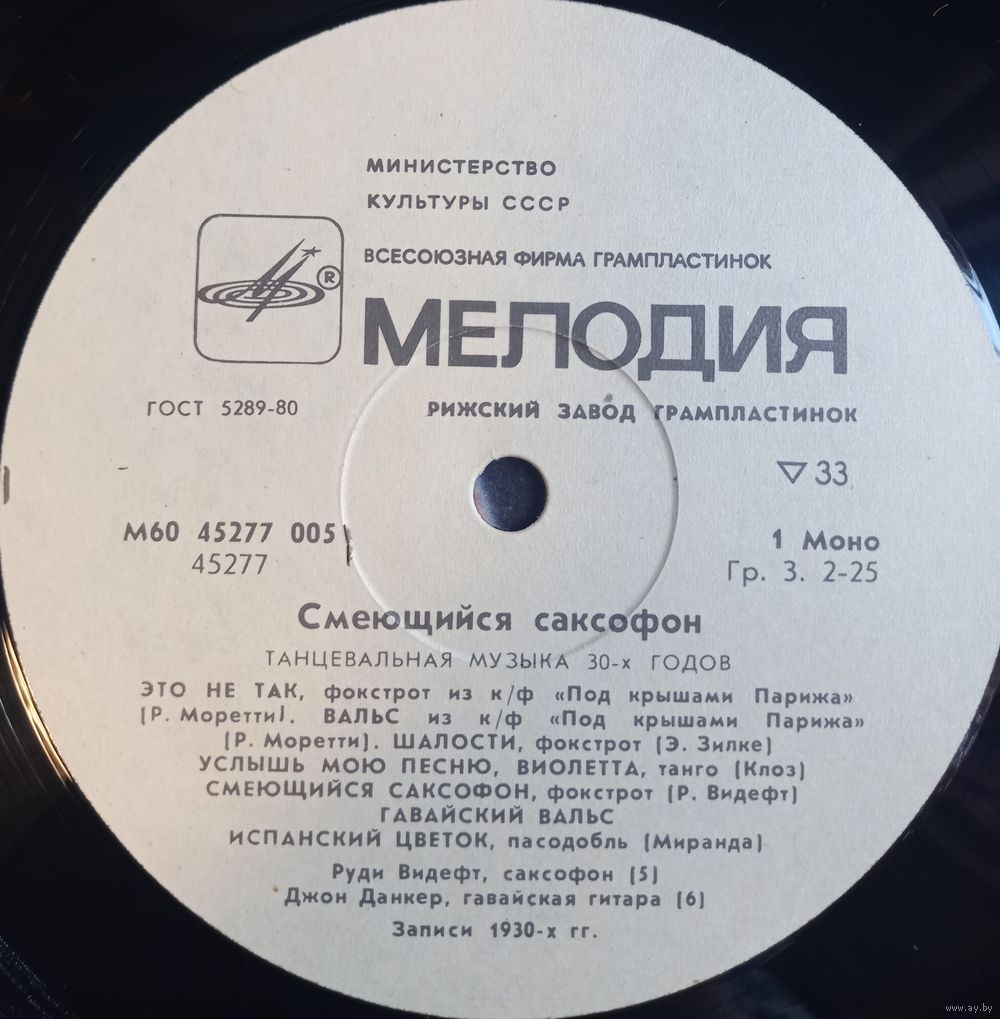 МИНИСТЕРСТВО
КУЛЬТУРЫ СССР
ВСЕСОЮЗНАЯ ФИРМА ГРАМПЛАСТИНОК
®
МЕЛОДИЯ
ГОСТ 5289-80
РИЖСКИЙ ЗАВОД ГРАМПЛАСТИНОК
33
М60 45277 005
45277
1 Моно
Гр. 3. 2-25
Смеющийся саксофон
ТАНЦЕВАЛЬНАЯ МУЗЫКА 30-х ГОДОВ
ЭТО НЕ ТАК, фокстрот из к/ф «Под крышами Парижа»
(Р. Моретти). ВАЛЬС из к/ф «Под крышами Парижа»
(Р. Моретти). ШАЛОСТИ, фокстрот (Э. Зилке)
УСЛЫШЬ МОЮ ПЕСНЮ, ВИОЛЕТТА, танго (Клоз)
СМЕЮЩИЙСЯ САКСОФОН, фокстрот (Р. Видефт)
ГАВАЙСКИЙ ВАЛЬС
ИСПАНСКИЙ ЦВЕТОК, пасодобль (Миранда)
Руди Видефт, саксофон (5)
Джон Данкер, гавайская гитара (6)
Записи 1930-х гг.
www.ay.by